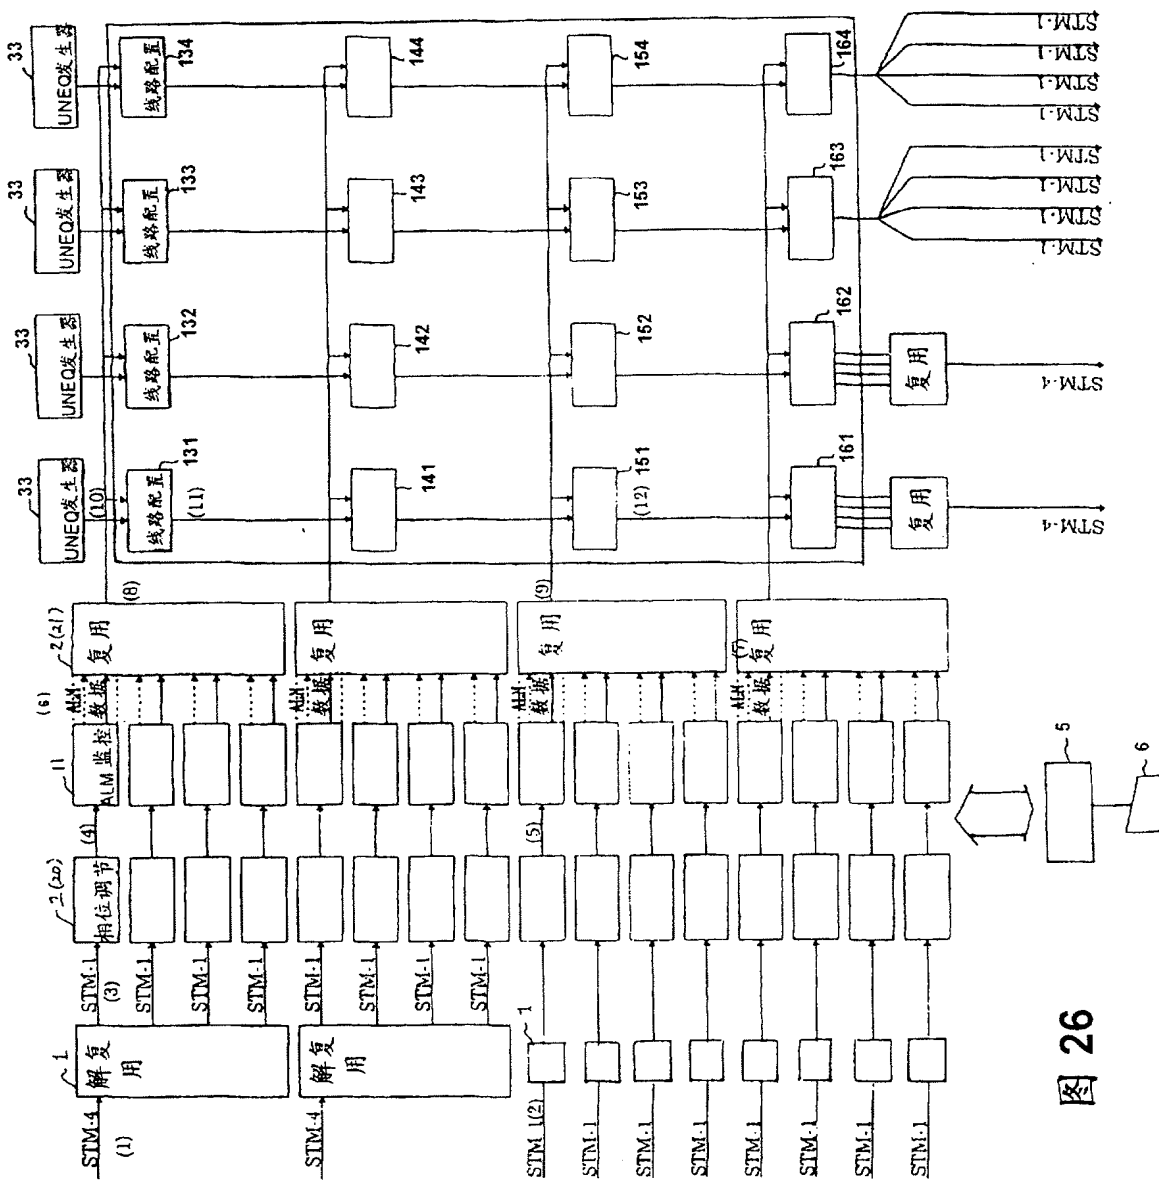 33
33
33
33
UNEQ发生器
UNEQ发生器
UNEQ发生器
UNEQ发生器
(10)
线路配置
131
线路配置
132
线路配置
133
线路配置
134
(11)
141
142
143
144
151
152
153
154
(12)
161
162
163
164
复用
复用
STM-4
STM-4
STM-1
STM-1
STM-1
STM-1
STM-1
STM-1
STM-1
STM-1
2(21)
复用
(8)
复用
复用
(9)
复用
(7)
(6)
ALM
数据
ALM
数据
ALM
数据
ALM
数据
11
ALM 监控
(4)
(5)
2(20)
相位调节
STM-1
(3)
STM-1
STM-1
STM-1
STM-1
STM-1
STM-1
STM-1
1
解复用
解复用
1
STM-4
(1)
STM-4
STM 1(2)
STM-1
STM-1
STM-1
STM-1
STM-1
STM-1
STM-1
5
6
图 26